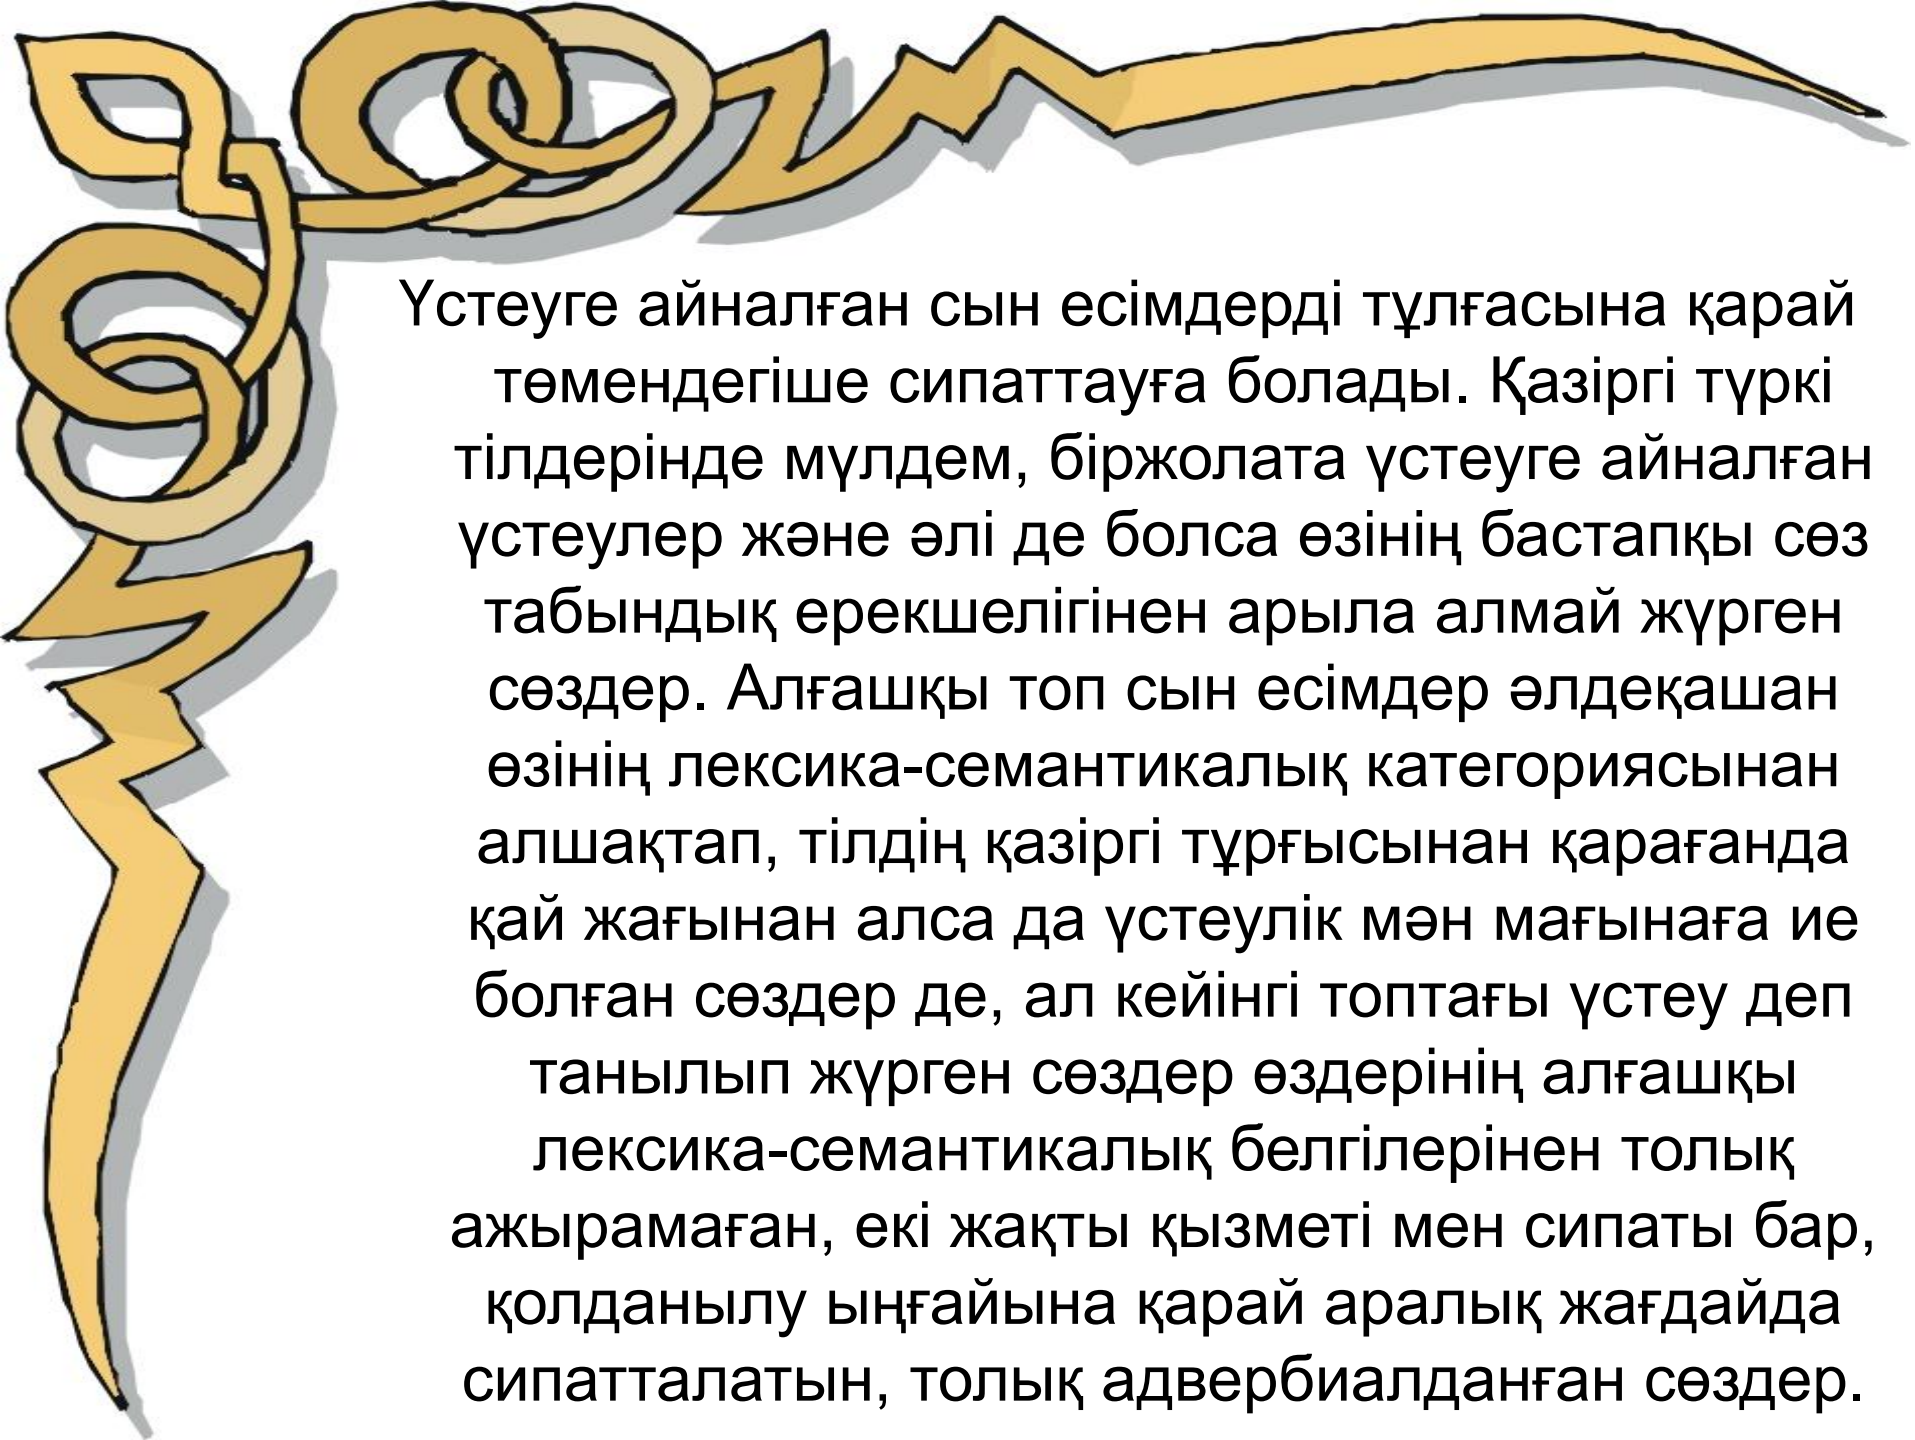 Үстеуге айналған сын есімдерді тұлғасына қарай
төмендегіше сипаттауға болады. Қазіргі түркі
тілдерінде мүлдем, біржолата үстеуге айналған
үстеулер және әлі де болса өзінің бастапқы сөз
табындық ерекшелігінен арыла алмай жүрген
сөздер. Алғашқы топ сын есімдер әлдеқашан
өзінің лексика-семантикалық категориясынан
алшақтап, тілдің қазіргі тұрғысынан қарағанда
қай жағынан алса да үстеулік мән мағынаға ие
болған сөздер де, ал кейінгі топтағы үстеу деп
танылып жүрген сөздер өздерінің алғашқы
лексика-семантикалық белгілерінен толық
ажырамаған, екі жақты қызметі мен сипаты бар,
қолданылу ыңғайына қарай аралық жағдайда
сипатталатын, толық адвербиалданған сөздер.